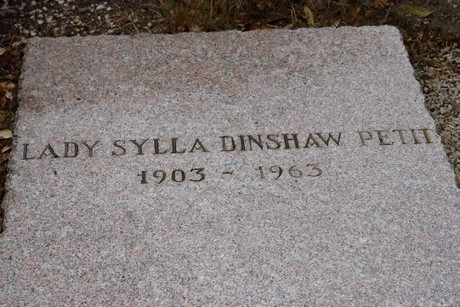 LADY SYLLA DINSHAW PETIT
1903 - 1963